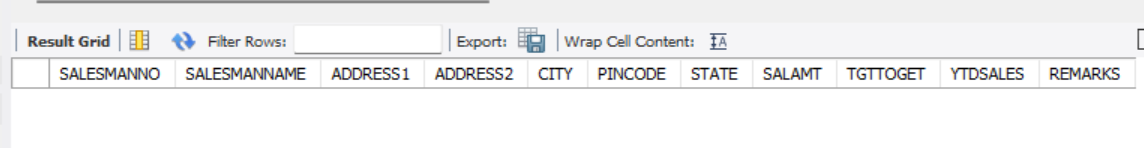 Result Grid Filter Rows: Export: Wrap Cell Content: IA
SALESMANNO SALESMANNAME ADDRESS1 ADDRESS2 CITY PINCODE STATE SALAMT TGTTOGET YTDSALES REMARKS